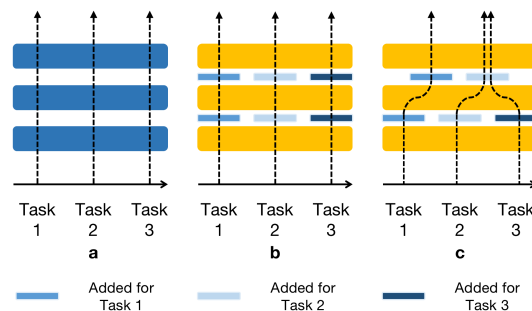 Task Task Task Task Task Task Task Task Task
1 2 3 1 2 3 1 2 3
a b c
Added for Added for Added for
Task 1 Task 2 Task 3